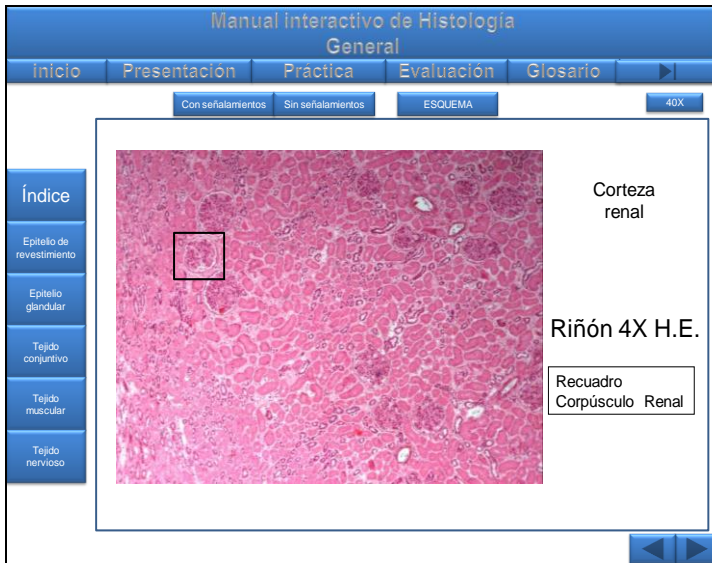 Manual interactivo de Histología
General
inicio Presentación Práctica Evaluación Glosario
Con señalamientos Sin señalamientos ESQUEMA 40X
Índice
Epitelio de
revestimiento
Epitelio
glandular
Tejido
conjuntivo
Tejido
muscular
Tejido
nervioso
Corteza
renal
Riñón 4X H.E.
Recuadro
Corpúsculo Renal